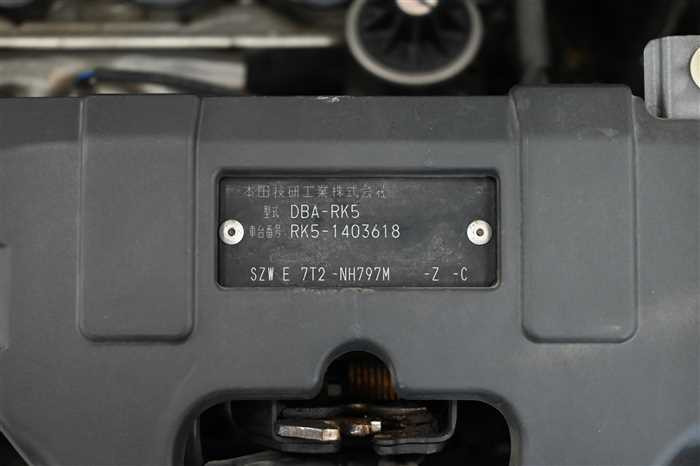 本田技研工業株式会社
型式 DBA-RK5
車台番号 RK5-1403618
SZW E 7T2 -NH797M -Z -C